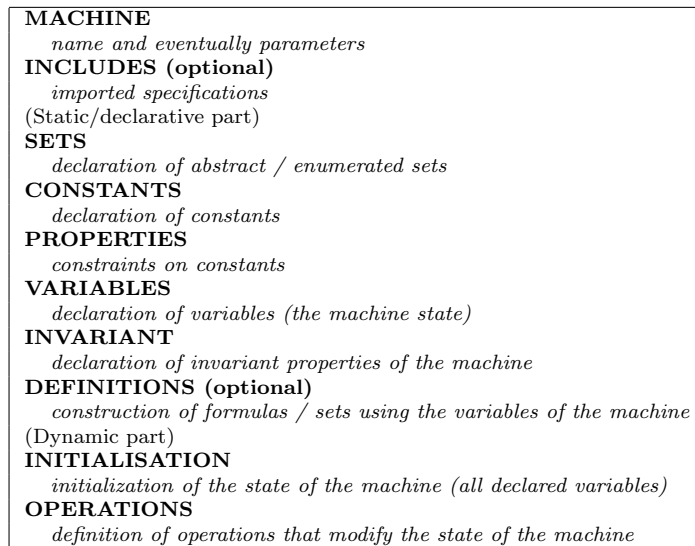 MACHINE
name and eventually parameters
INCLUDES (optional)
imported specifications
(Static/declarative part)
SETS
declaration of abstract / enumerated sets
CONSTANTS
declaration of constants
PROPERTIES
constraints on constants
VARIABLES
declaration of variables (the machine state)
INVARIANT
declaration of invariant properties of the machine
DEFINITIONS (optional)
construction of formulas / sets using the variables of the machine
(Dynamic part)
INITIALISATION
initialization of the state of the machine (all declared variables)
OPERATIONS
definition of operations that modify the state of the machine